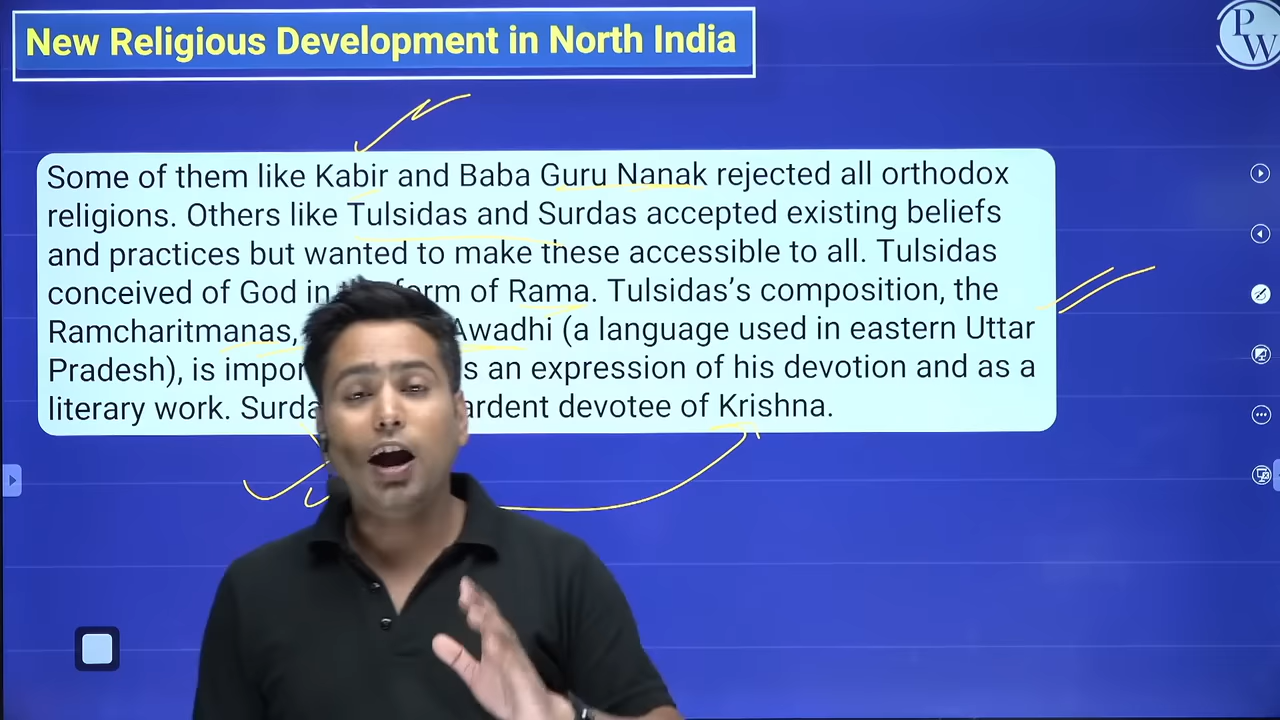 New Religious Development in North India
PW
Some of them like Kabir and Baba Guru Nanak rejected all orthodox
religions. Others like Tulsidas and Surdas accepted existing beliefs
and practices but wanted to make these accessible to all. Tulsidas
conceived of God in form of Rama. Tulsidas's composition, the
Ramcharitmanas, Awadhi (a language used in eastern Uttar
Pradesh), is an expression of his devotion and as a
literary work. ardent devotee of Krishna.